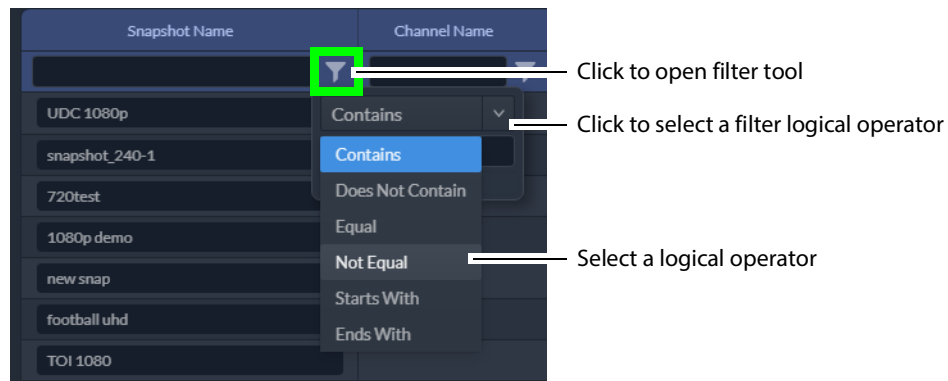 Snapshot Name
Channel Name
Click to open filter tool
UDC 1080p
Contains
Click to select a filter logical operator
snapshot_240-1
Contains
720test
Does Not Contain
1080p demo
Equal
new snap
Not Equal
Select a logical operator
football uhd
Starts With
Ends With
TOI 1080